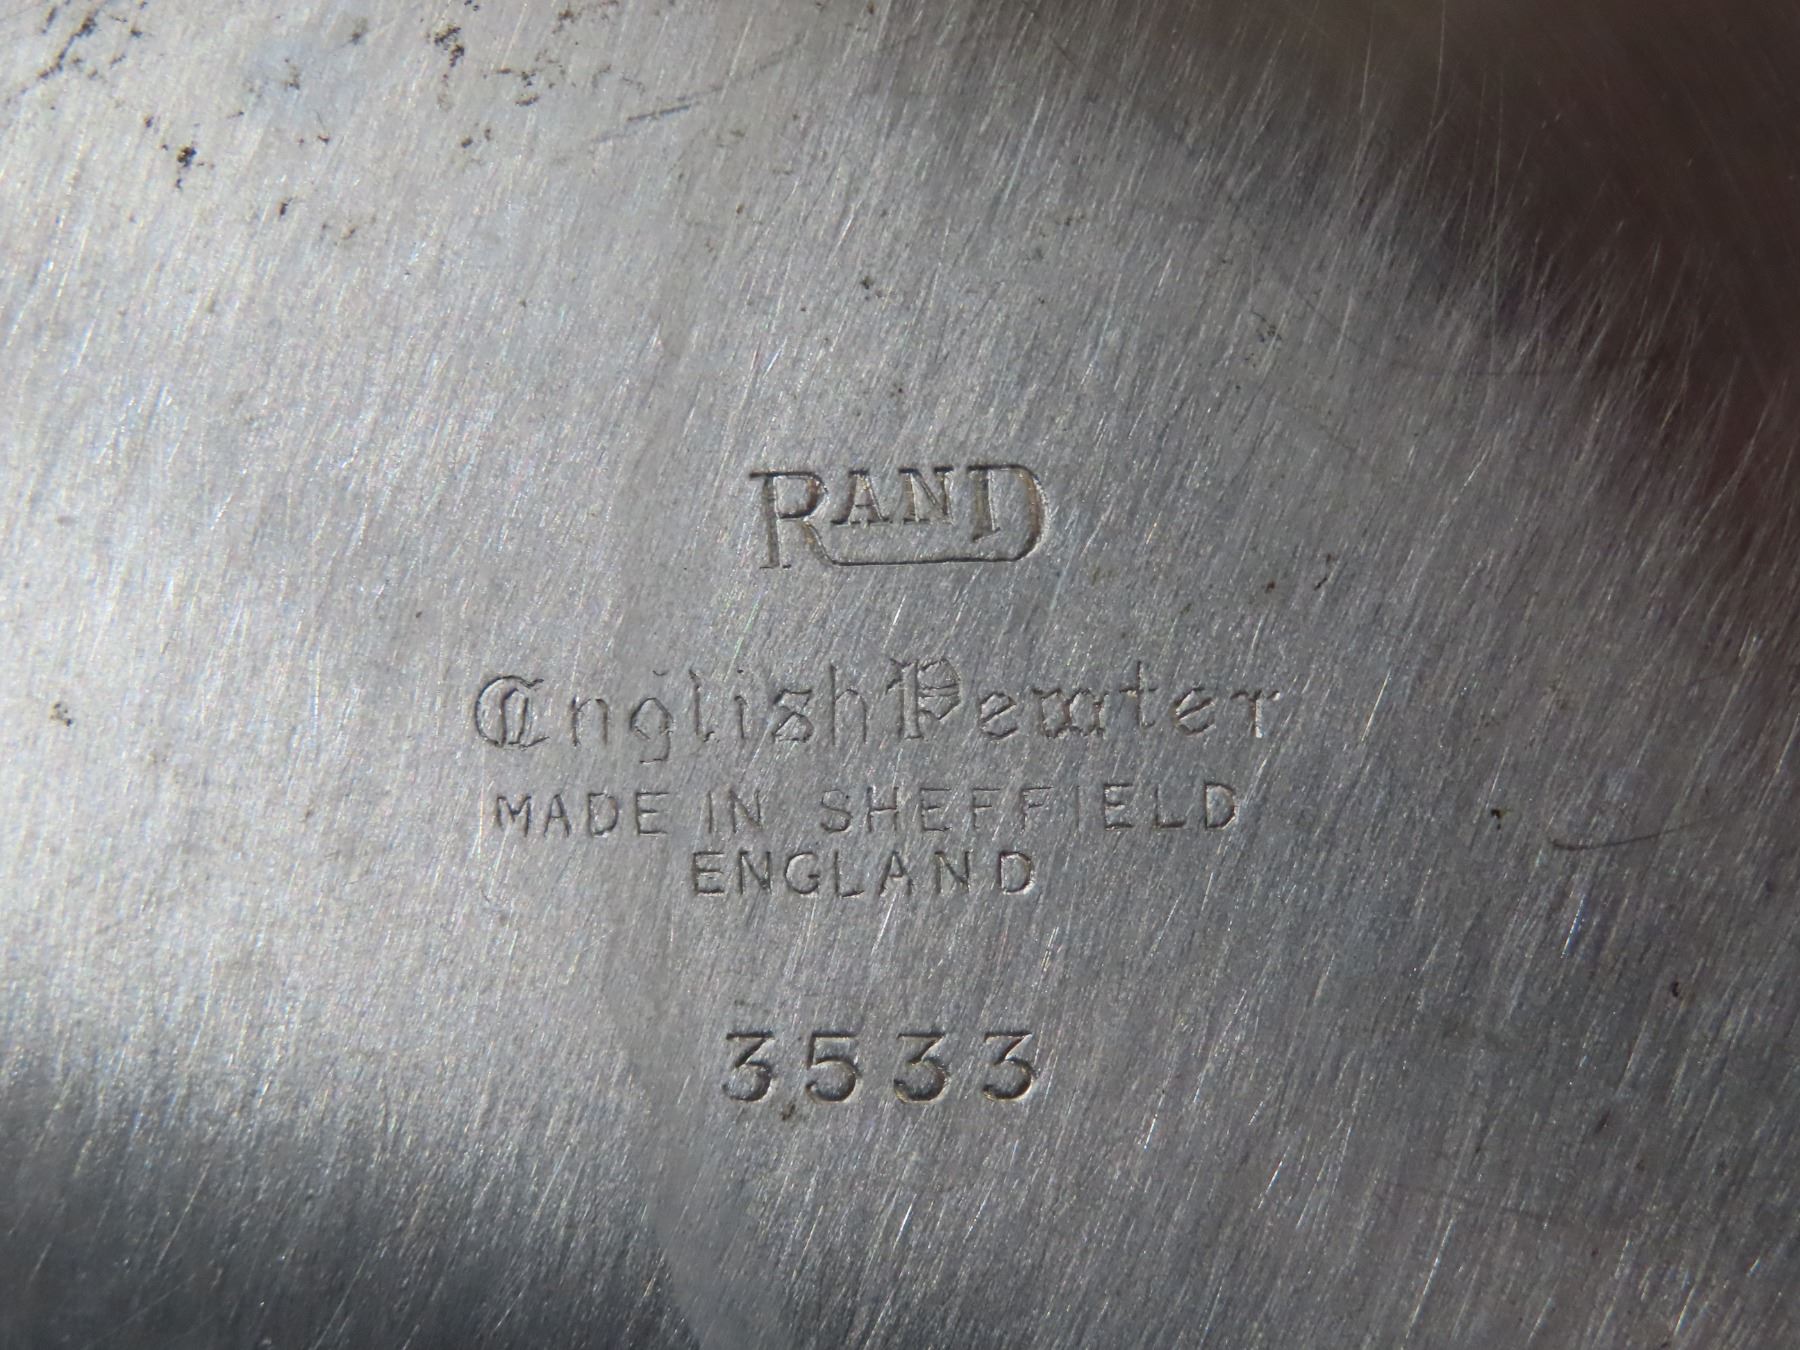 RAND
English Pewter
MADE IN SHEFFIELD
ENGLAND
3533